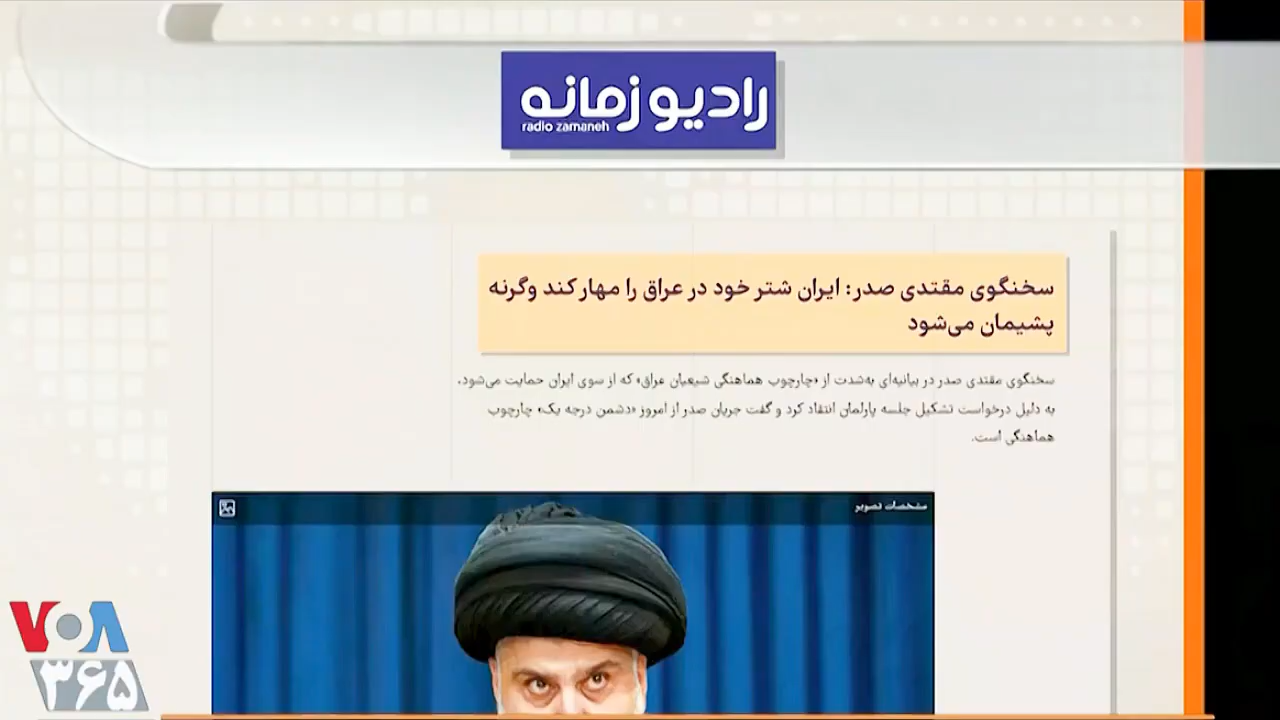 رادیو زمانه
radio zamaneh
سخنگوی مقتدی صدر: ایران شتر خود در عراق را مهار کند وگرنه
پشیمان می‌شود
سخنگوی مقتدی صدر در بیانیه‌ای به‌شدت از «چارچوب هماهنگی شیعیان عراق» که از سوی ایران حمایت می‌شود،
به دلیل درخواست تشکیل جلسه پارلمان انتقاد کرد و گفت جریان صدر از امروز «دشمن درجه یک» چارچوب
هماهنگی است.
مشخصات تصویر
VOA
۳۶۵